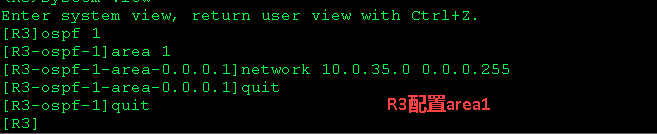 Enter system view, return user view with Ctrl+Z.
[R3]ospf 1
[R3-ospf-1]area 1
[R3-ospf-1-area-0.0.0.1]network 10.0.35.0 0.0.0.255
[R3-ospf-1-area-0.0.0.1]quit
[R3-ospf-1]quit
R3配置area1
[R3]